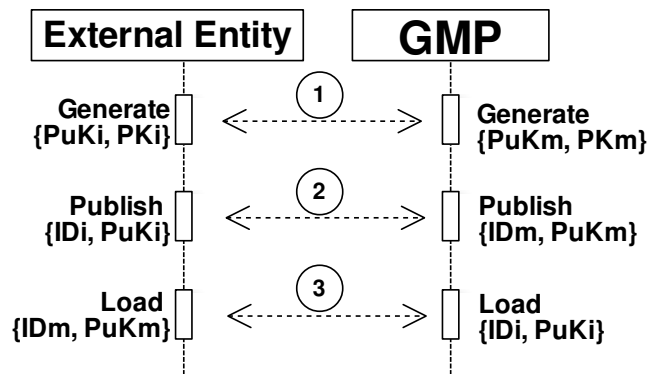 External Entity
GMP
1
Generate
{PuKi, PKi}
Generate
{PuKm, PKm}
2
Publish
{IDi, PuKi}
Publish
{IDm, PuKm}
3
Load
{IDm, PuKm}
Load
{IDi, PuKi}